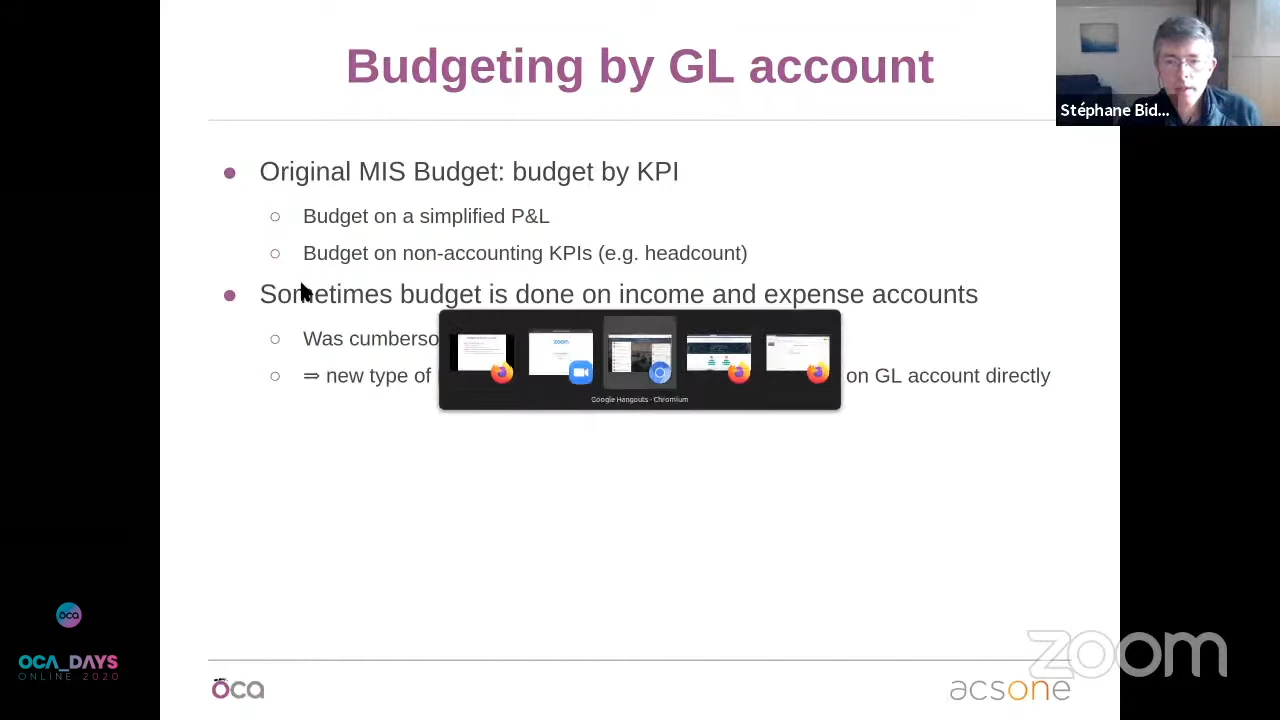 Budgeting by GL account
Stéphane Bid...
Original MIS Budget: budget by KPI
Budget on a simplified P&L
Budget on non-accounting KPIs (e.g. headcount)
Sometimes budget is done on income and expense accounts
Was cumberso
⇒ new type of on GL account directly
zoom
Google Hangouts - Chromium
oca
OCA_DAYS
ONLINE 2020
oca
acsone
zoom